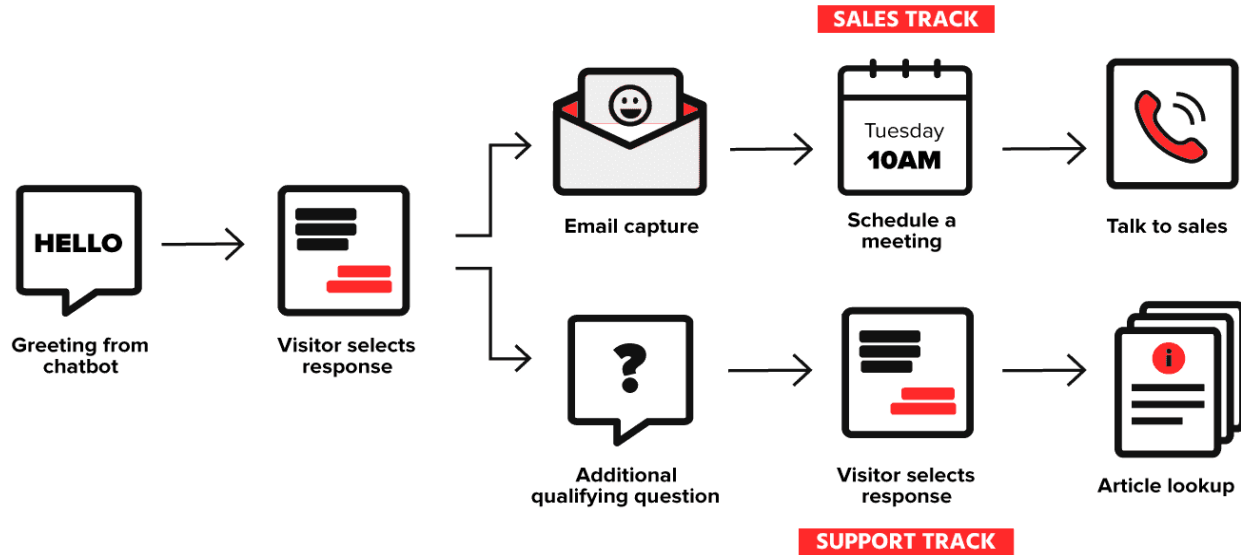 SALES TRACK
Tuesday
10AM
Email capture
Schedule a
meeting
Talk to sales
HELLO
Greeting from
chatbot
Visitor selects
response
?
Additional
qualifying question
Visitor selects
response
i
Article lookup
SUPPORT TRACK